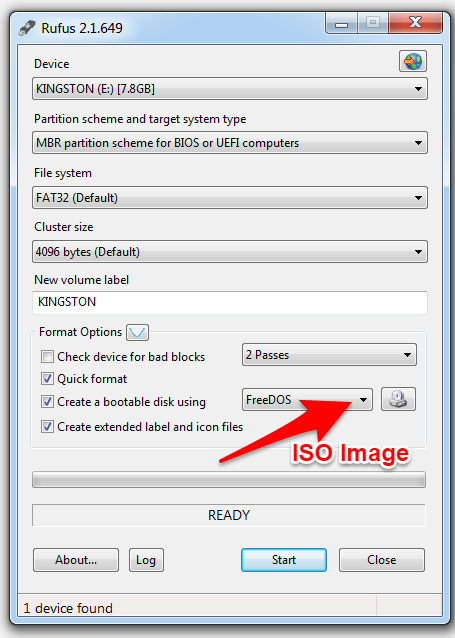 Rufus 2.1.649
Device
KINGSTON (E:) [7.8GB]
Partition scheme and target system type
MBR partition scheme for BIOS or UEFI computers
File system
FAT32 (Default)
Cluster size
4096 bytes (Default)
New volume label
KINGSTON
Format Options
Check device for bad blocks
2 Passes
Quick format
Create a bootable disk using
FreeDOS
Create extended label and icon files
ISO Image
READY
About...
Log
Start
Close
1 device found